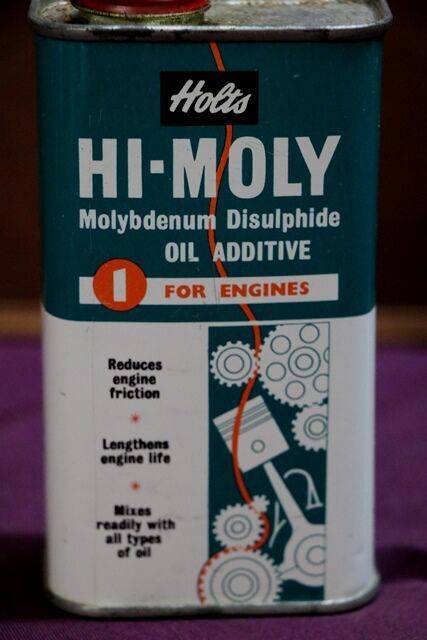 Holts
HI-MOLY
Molybdenum Disulphide
OIL ADDITIVE
1 FOR ENGINES
Reduces
engine
friction
*
Lengthens
engine life
*
Mixes
readily with
all types
of oil